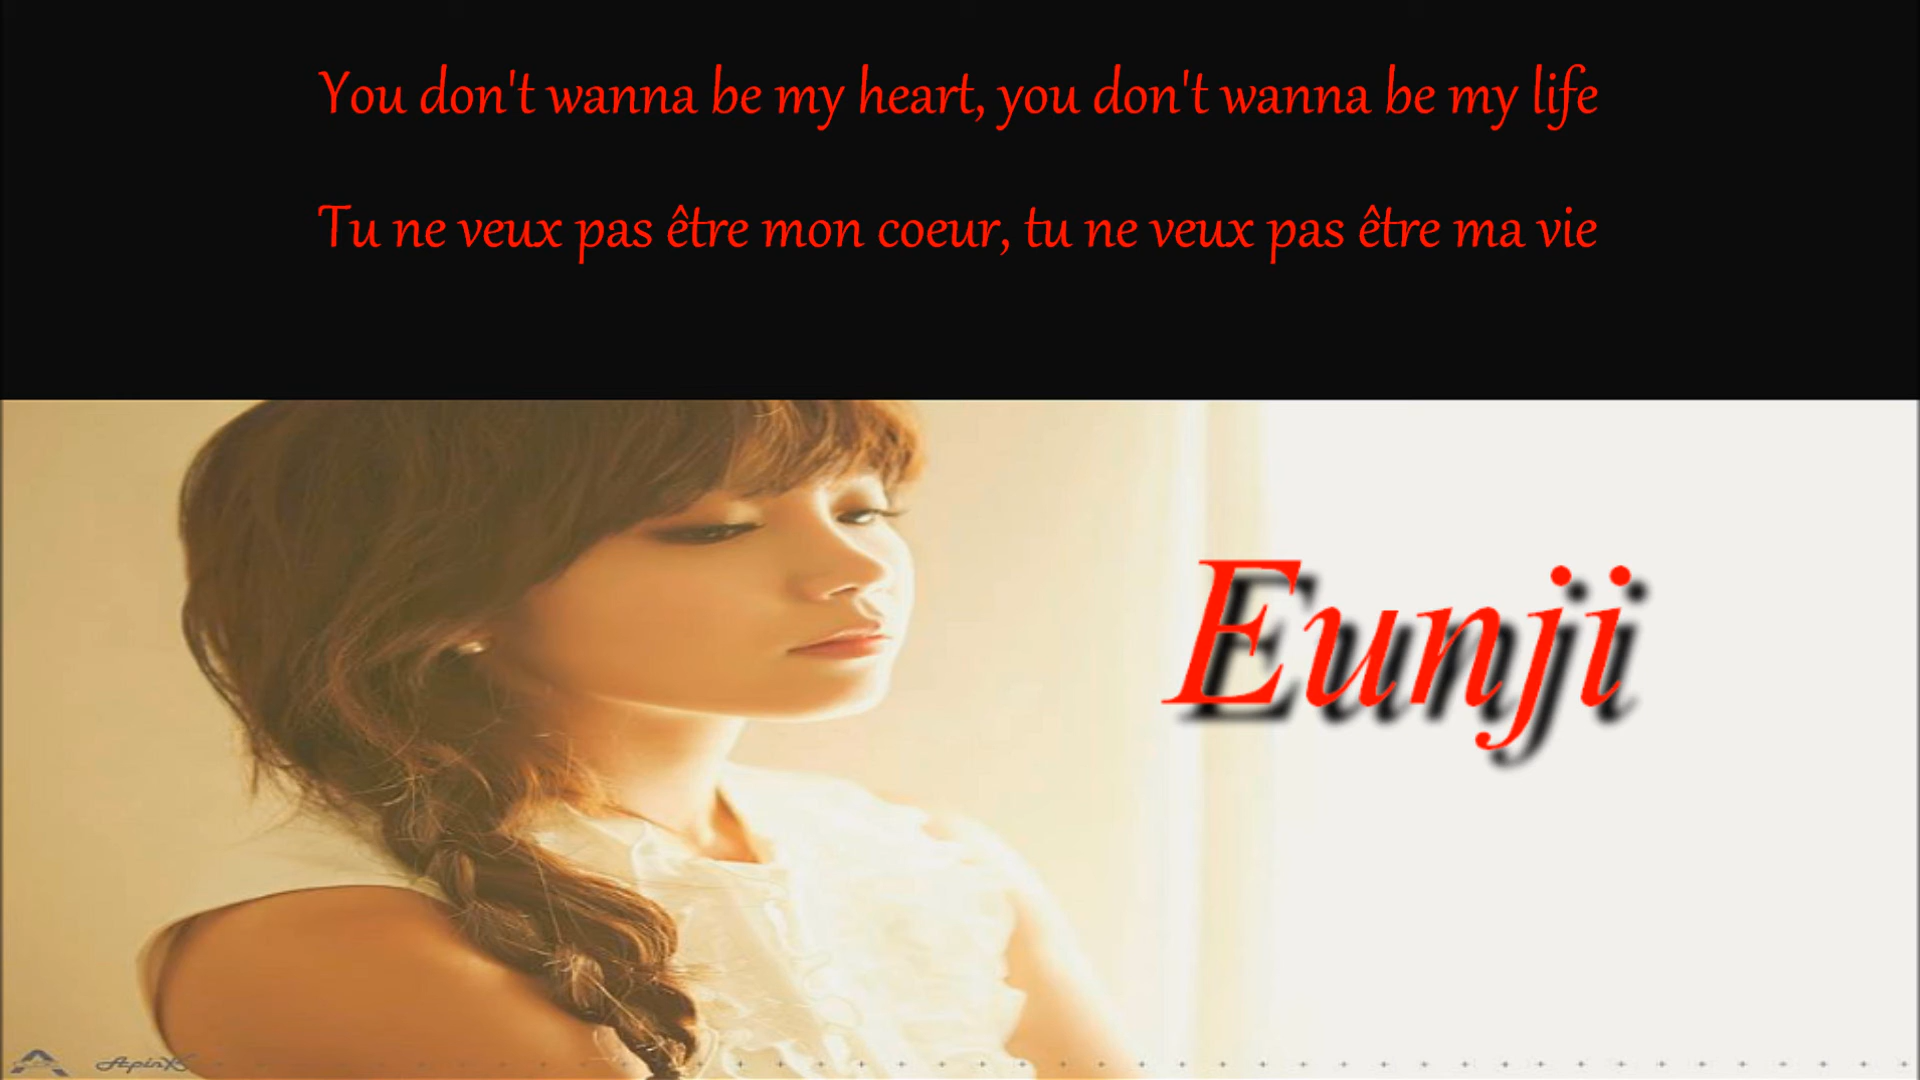 You don't wanna be my heart, you don't wanna be my life
Tu ne veux pas être mon coeur, tu ne veux pas être ma vie
Eunji